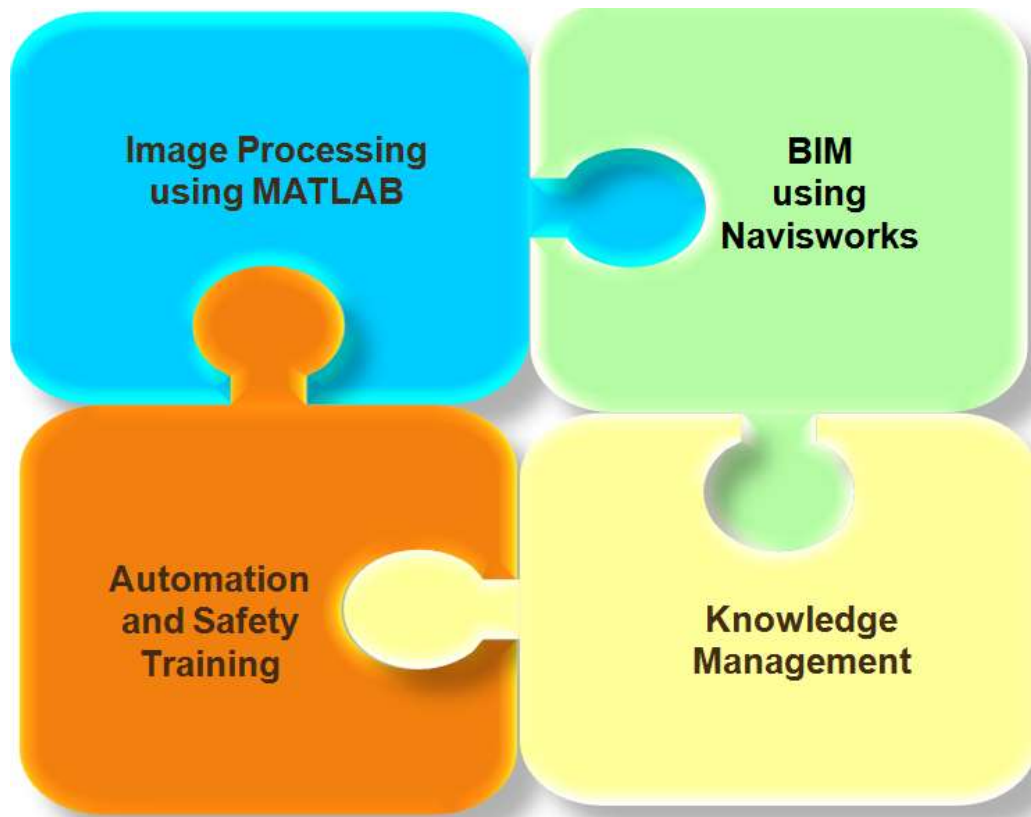 Image Processing
using MATLAB
BIM
using
Navisworks
Automation
and Safety
Training
Knowledge
Management